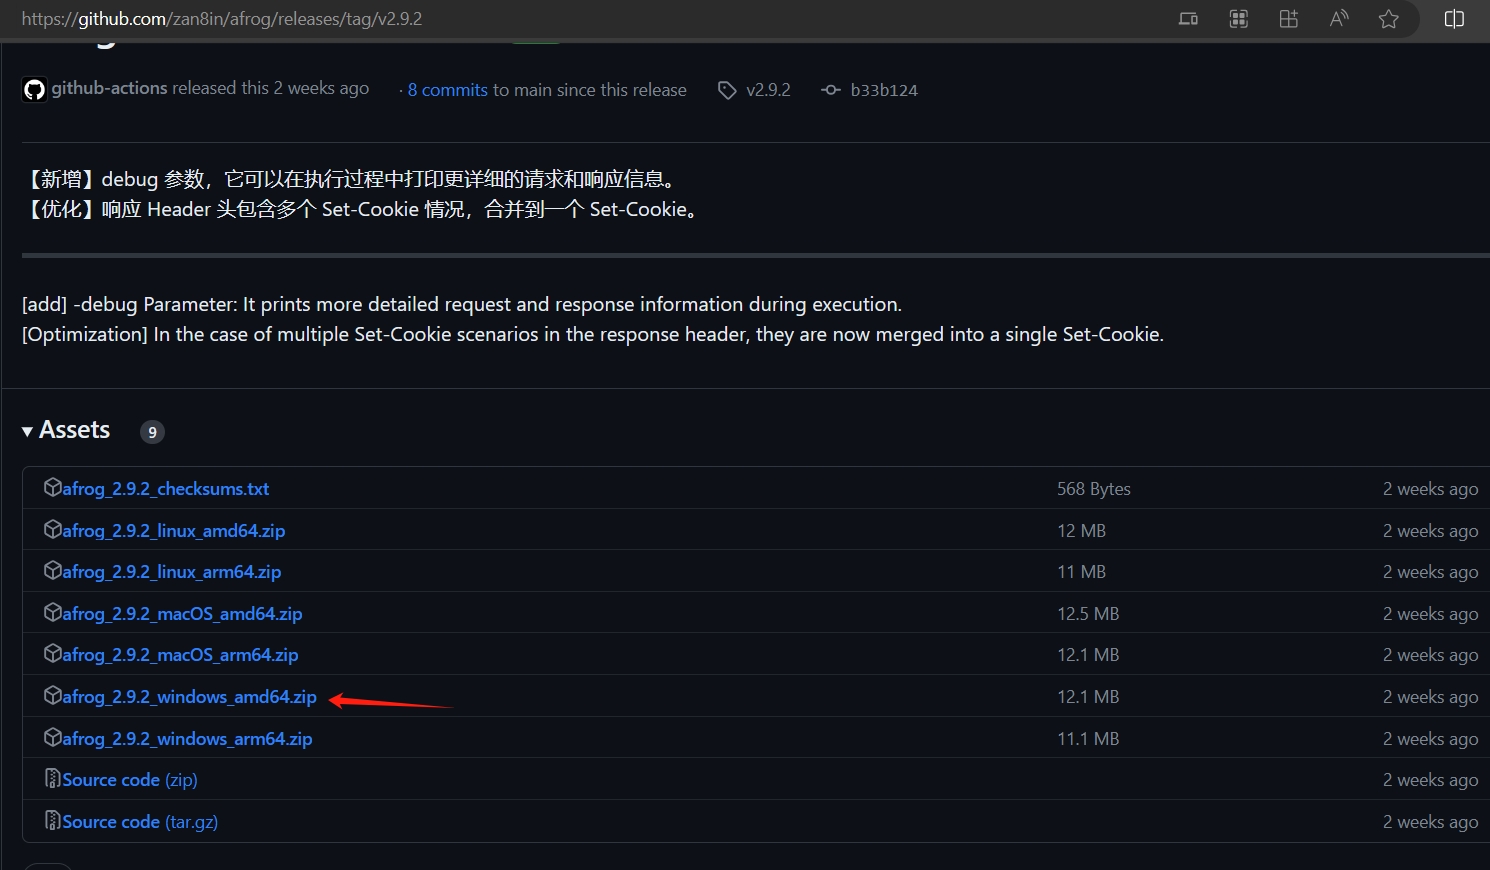 https://github.com/zan8in/afrog/releases/tag/v2.9.2
github-actions released this 2 weeks ago · 8 commits to main since this release v2.9.2 b33b124
【新增】debug 参数，它可以在执行过程中打印更详细的请求和响应信息。
【优化】响应 Header 头包含多个 Set-Cookie 情况，合并到一个 Set-Cookie。
[add] -debug Parameter: It prints more detailed request and response information during execution.
[Optimization] In the case of multiple Set-Cookie scenarios in the response header, they are now merged into a single Set-Cookie.
Assets 9
afrog_2.9.2_checksums.txt 568 Bytes 2 weeks ago
afrog_2.9.2_linux_amd64.zip 12 MB 2 weeks ago
afrog_2.9.2_linux_arm64.zip 11 MB 2 weeks ago
afrog_2.9.2_macOS_amd64.zip 12.5 MB 2 weeks ago
afrog_2.9.2_macOS_arm64.zip 12.1 MB 2 weeks ago
afrog_2.9.2_windows_amd64.zip 12.1 MB 2 weeks ago
afrog_2.9.2_windows_arm64.zip 11.1 MB 2 weeks ago
Source code (zip) 2 weeks ago
Source code (tar.gz) 2 weeks ago